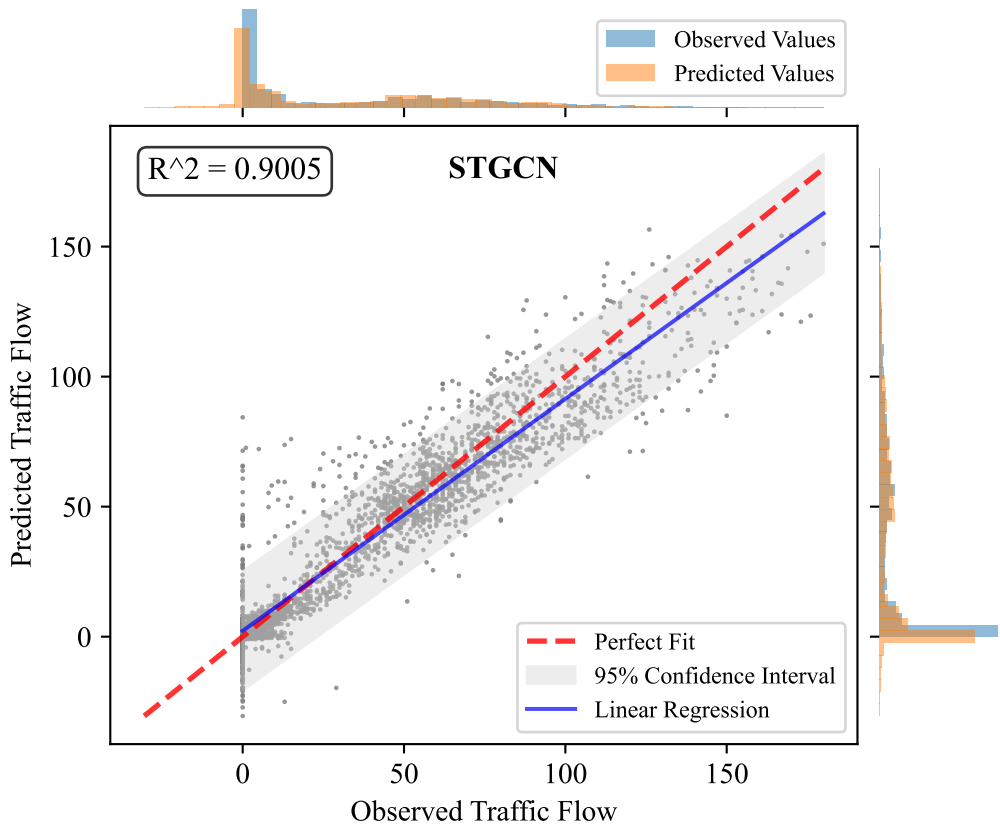 Observed Values
Predicted Values
R^2 = 0.9005
STGCN
150
100
50
0
Predicted Traffic Flow
Perfect Fit
95% Confidence Interval
Linear Regression
0 50 100 150
Observed Traffic Flow